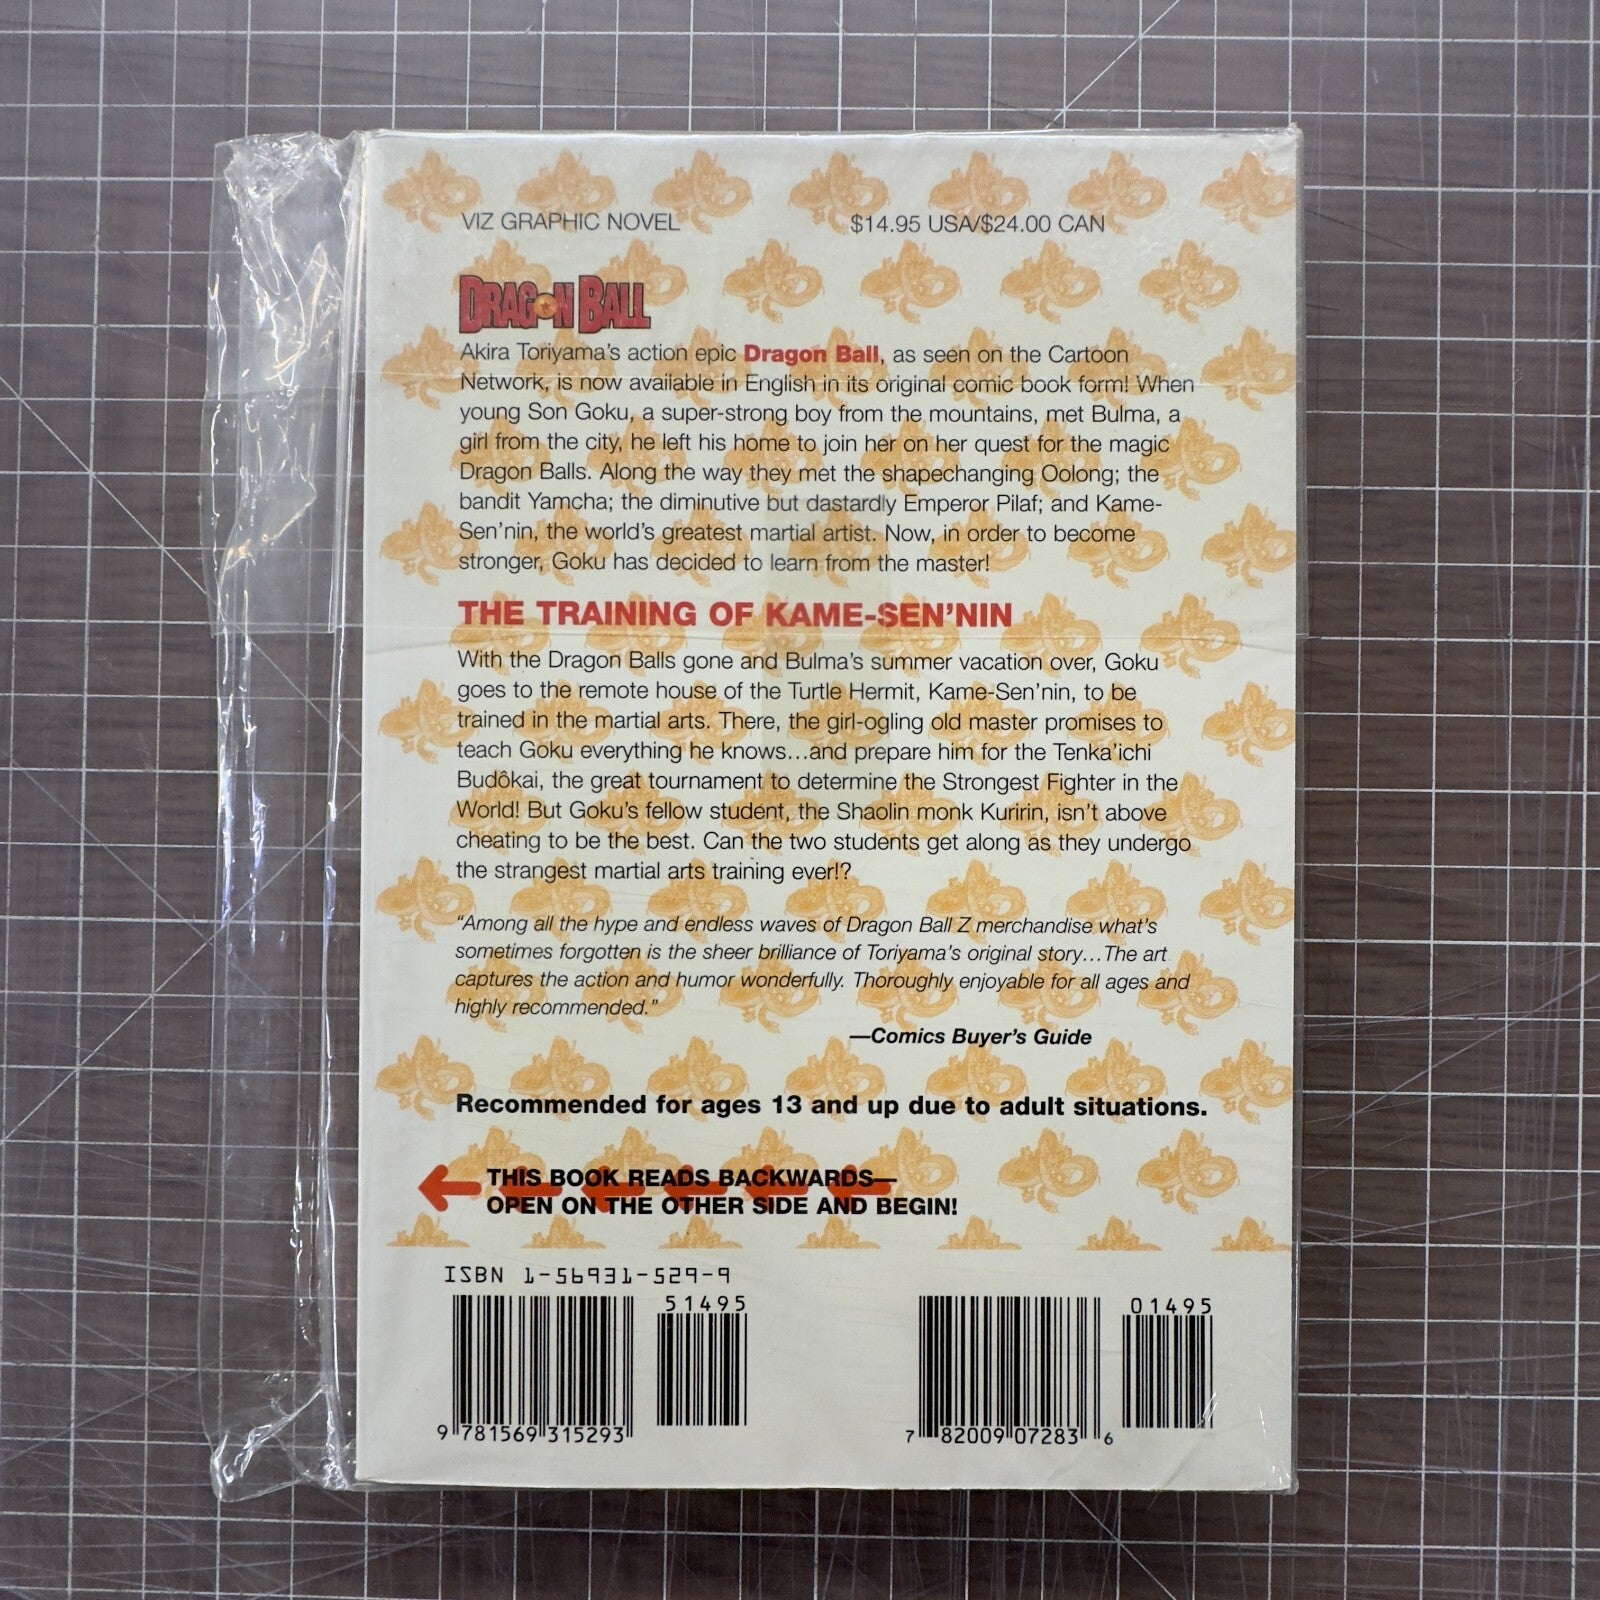 VIZ GRAPHIC NOVEL $14.95 USA/$24.00 CAN
DRAGON BALL
Akira Toriyama's action epic Dragon Ball, as seen on the Cartoon
Network, is now available in English in its original comic book form! When
young Son Goku, a super-strong boy from the mountains, met Bulma, a
girl from the city, he left his home to join her on her quest for the magic
Dragon Balls. Along the way they met the shapechanging Oolong; the
bandit Yamcha; the diminutive but dastardly Emperor Pilaf; and Kame-
Sen'nin, the world's greatest martial artist. Now, in order to become
stronger, Goku has decided to learn from the master!
THE TRAINING OF KAME-SEN'NIN
With the Dragon Balls gone and Bulma's summer vacation over, Goku
goes to the remote house of the Turtle Hermit, Kame-Sen'nin, to be
trained in the martial arts. There, the girl-ogling old master promises to
teach Goku everything he knows...and prepare him for the Tenka'ichi
Budôkai, the great tournament to determine the Strongest Fighter in the
World! But Goku's fellow student, the Shaolin monk Kuririn, isn't above
cheating to be the best. Can the two students get along as they undergo
the strangest martial arts training ever!?
"Among all the hype and endless waves of Dragon Ball Z merchandise what's
sometimes forgotten is the sheer brilliance of Toriyama's original story...The art
captures the action and humor wonderfully. Thoroughly enjoyable for all ages and
highly recommended."
—Comics Buyer's Guide
Recommended for ages 13 and up due to adult situations.
THIS BOOK READS BACKWARDS—
OPEN ON THE OTHER SIDE AND BEGIN!
ISBN 1-56931-529-9
51495 01495
9 781569 315293 7 82009 07283 6